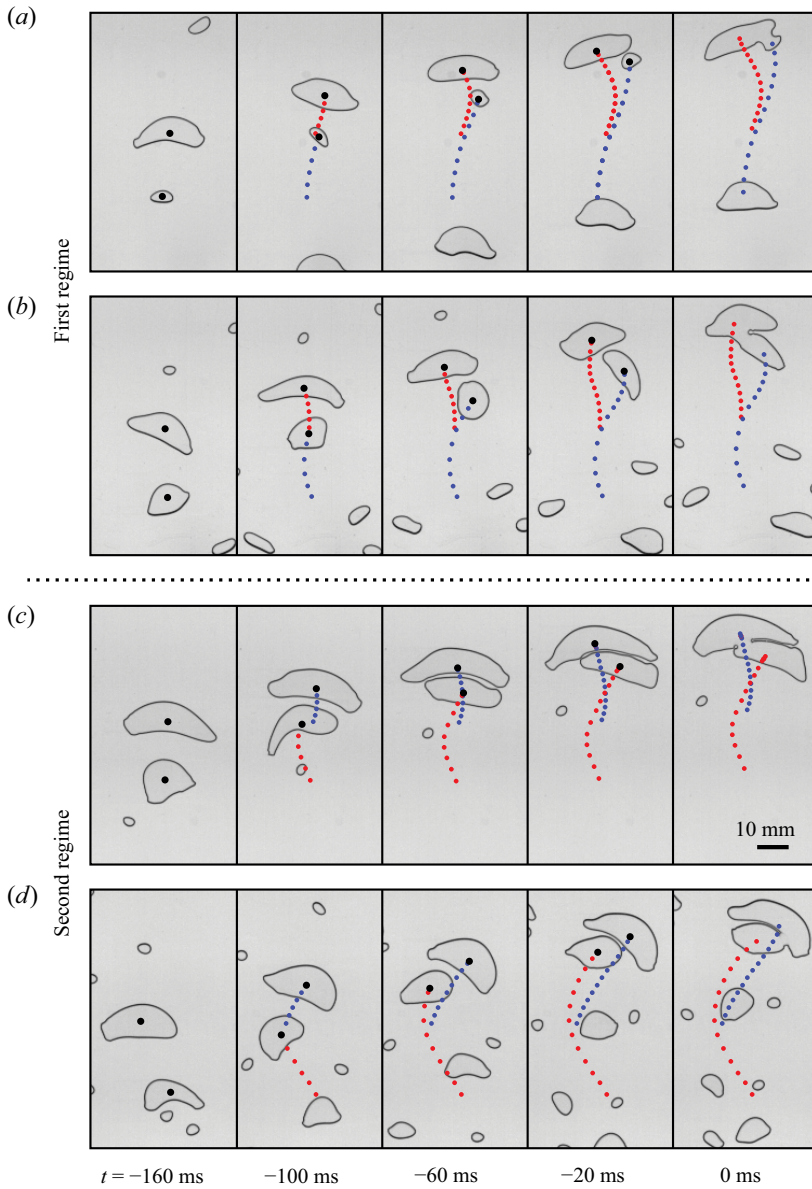 (a)
First regime
(b)
(c)
Second regime
10 mm
(d)
t = −160 ms
−100 ms
−60 ms
−20 ms
0 ms